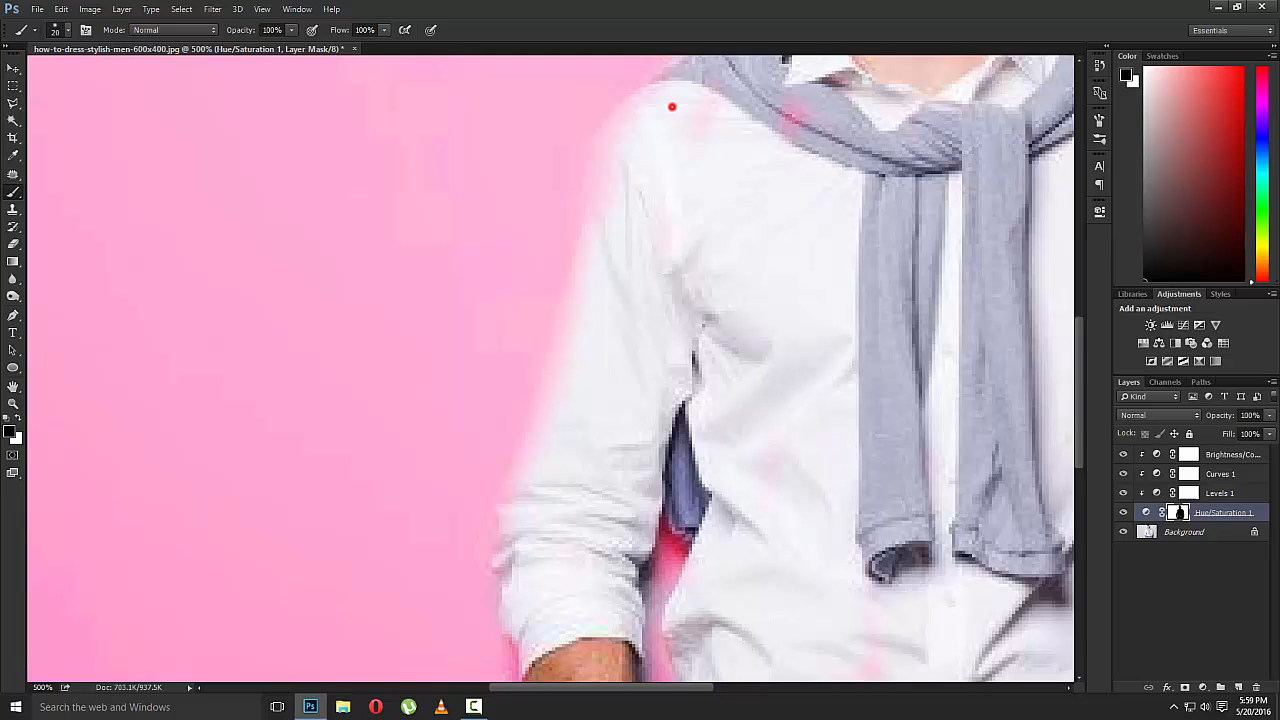 Ps File Edit Image Layer Type Select Filter 3D View Window Help
20 Mode: Normal Opacity: 100% Flow: 100% Essentials
how-to-dress-stylish-men-600x400.jpg @ 500% (Hue/Saturation 1, Layer Mask/8) * ×
Color Swatches
Libraries Adjustments Styles
Add an adjustment
Layers Channels Paths
Kind
Normal Opacity: 100%
Lock: Fill: 100%
Brightness/Co...
Curves 1
Levels 1
Hue/Saturation 1
Background
500% Doc: 703.1K/937.5K
Search the web and Windows
5:59 PM
5/20/2016